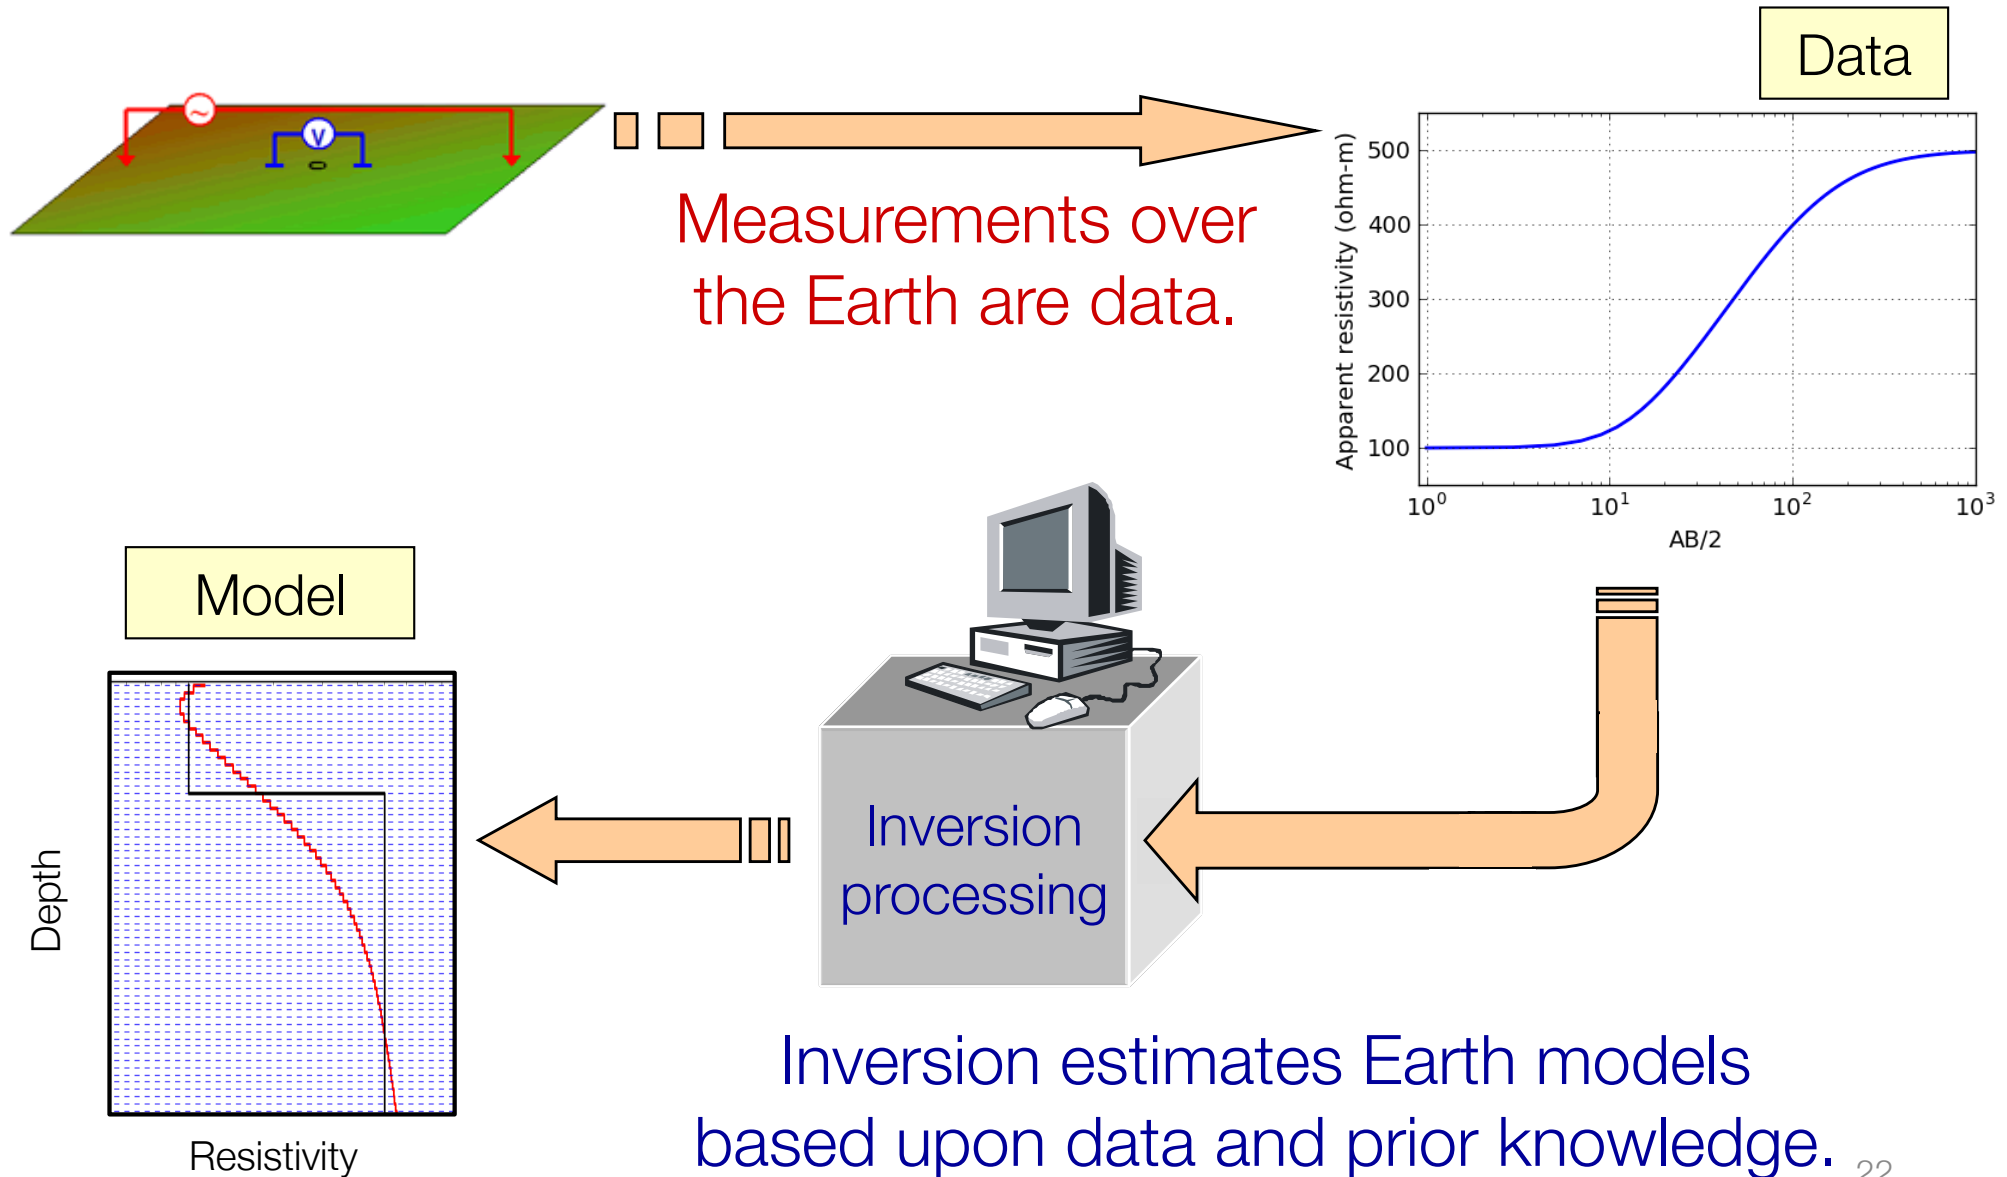 Data
~
V
Measurements over
the Earth are data.
Apparent resistivity (ohm-m)
500
400
300
200
100
10⁰ 10¹ 10² 10³
AB/2
Model
Depth
Resistivity
Inversion
processing
Inversion estimates Earth models
based upon data and prior knowledge.
22